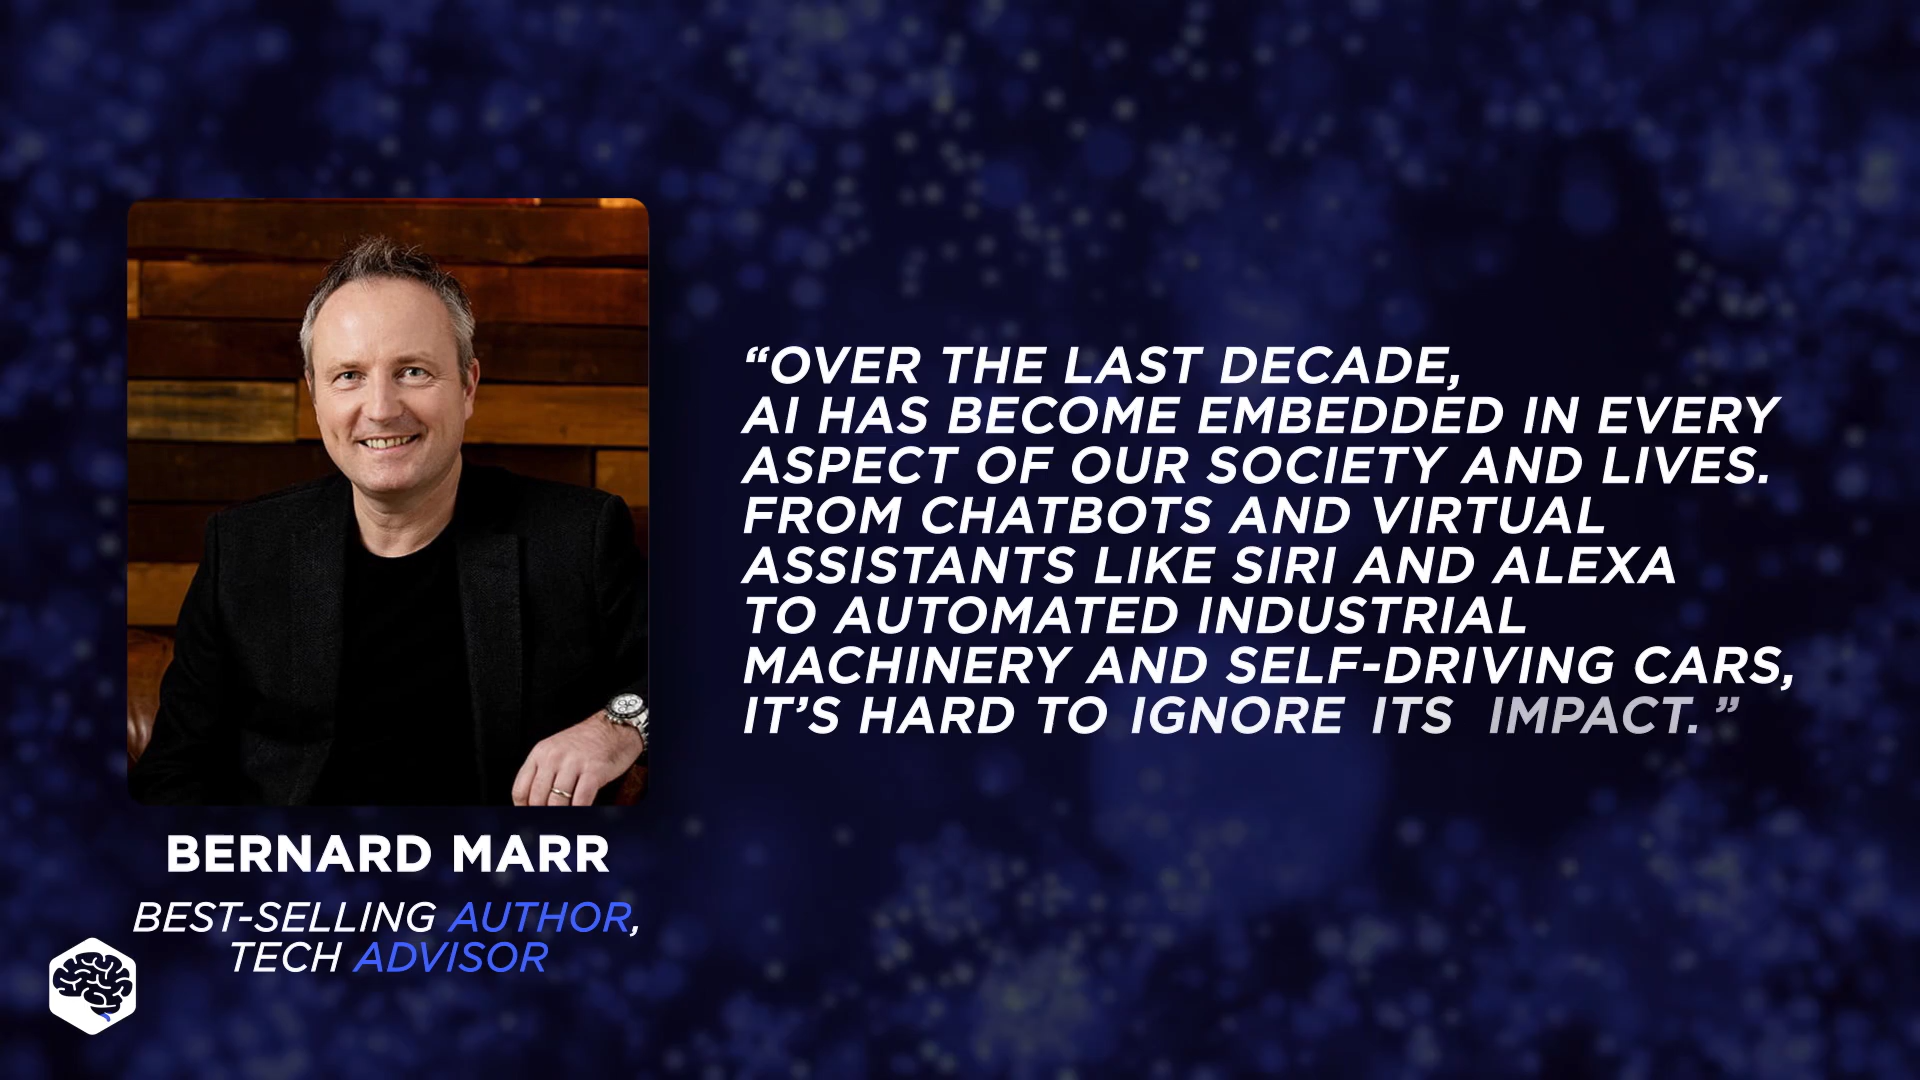 “OVER THE LAST DECADE,
AI HAS BECOME EMBEDDED IN EVERY
ASPECT OF OUR SOCIETY AND LIVES.
FROM CHATBOTS AND VIRTUAL
ASSISTANTS LIKE SIRI AND ALEXA
TO AUTOMATED INDUSTRIAL
MACHINERY AND SELF-DRIVING CARS,
IT’S HARD TO IGNORE ITS IMPACT. ”
BERNARD MARR
BEST-SELLING AUTHOR,
TECH ADVISOR